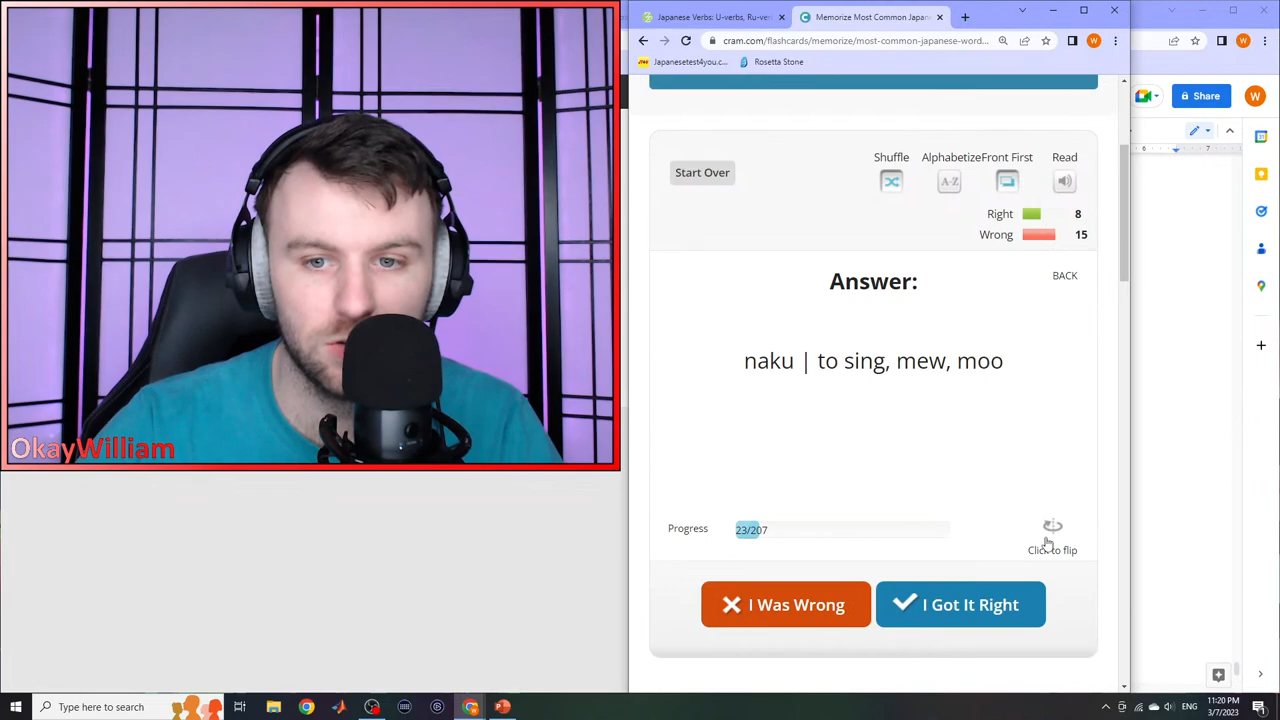 Japanese Verbs: U-verbs, Ru-ver
Memorize Most Common Japane
cram.com/flashcards/memorize/most-common-japanese-word...
W
Japanesetest4you.c...
Rosetta Stone
Share
W
6
7
Start Over
Shuffle
Alphabetize
Front First
Read
A-Z
Right
8
Wrong
15
Answer:
BACK
naku | to sing, mew, moo
Progress
23/207
Click to flip
I Was Wrong
I Got It Right
OkayWilliam
Type here to search
ENG
11:20 PM
3/7/2023